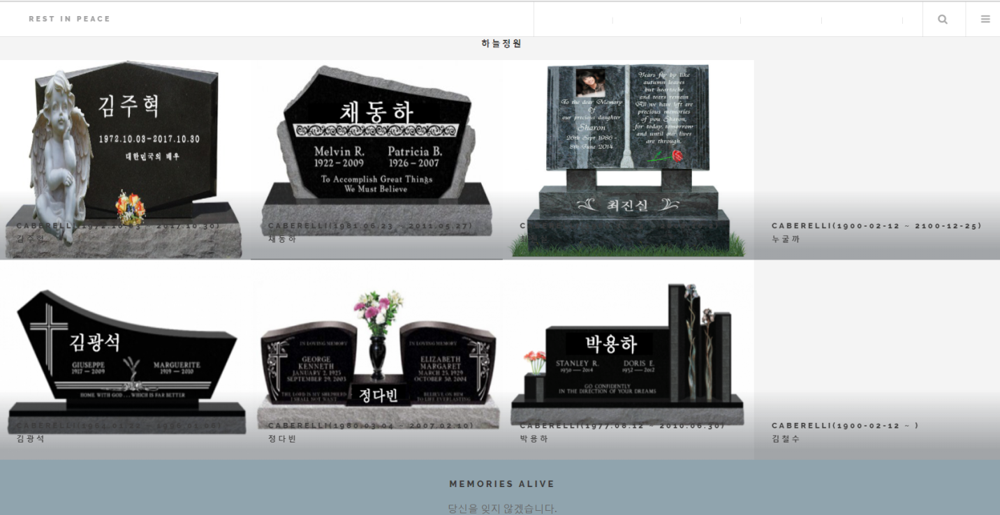 REST IN PEACE
하늘정원
김주혁
1972.10.03-2017.10.30
대한민국의 배우
CABERELLI(1972.10.03 ~ 2017.10.30)
김주혁
채동하
Melvin R.
1922–2009
Patricia B.
1926–2007
To Accomplish Great Things
We Must Believe
CABERELLI(1981.06.23 ~ 2011.05.27)
채동하
To the dear Memory
Of
our precious daughter
Sharon
20th Sept 1986 -
8th June 2014
Years fly by like
autumn leaves
but heartache
and tears remain
All we have left are
precious memories
of you Sharon,
for today, tomorrow
and until our lives
are through.
최진실
C
최
CABERELLI(1900-02-12 ~ 2100-12-25)
누굴까
김광석
GIUSEPPE
1917 — 2009
MARGUERITE
1919 — 2010
HOME WITH GOD . . . WHICH IS FAR BETTER
CABERELLI(1964.01.22 ~ 1996.01.06)
김광석
IN LOVING MEMORY
GEORGE
KENNETH
JANUARY 2, 1925
SEPTEMBER 29, 2003
THE LORD IS MY SHEPHERD
I SHALL NOT WANT
IN LOVING MEMORY
ELIZABETH
MARGARET
MARCH 25, 1929
OCTOBER 30, 2004
BELIEVE ON HIM
TO LIFE EVERLASTING
정다빈
CABERELLI(1980.03.04 ~ 2007.02.10)
정다빈
박용하
STANLEY R.
1930 — 2014
DORIS E.
1932 — 2012
GO CONFIDENTLY
IN THE DIRECTION OF YOUR DREAMS
CABERELLI(1977.08.12 ~ 2010.06.30)
박용하
CABERELLI(1900-02-12 ~ )
김철수
MEMORIES ALIVE
당신을 잊지 않겠습니다.